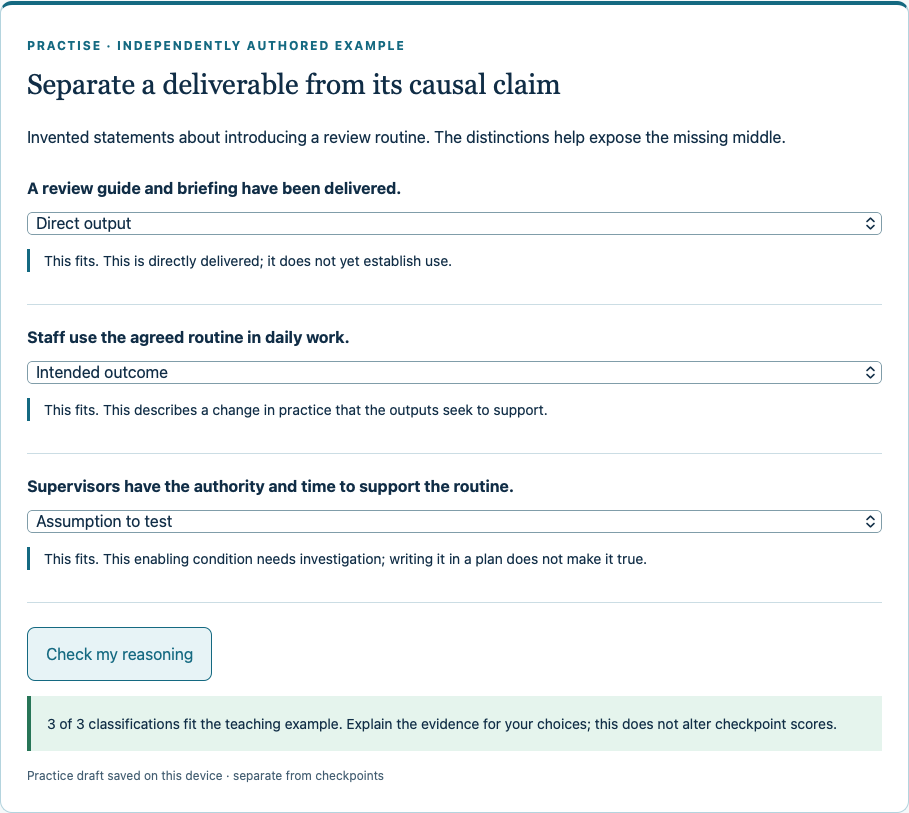 PRACTISE · INDEPENDENTLY AUTHORED EXAMPLE
Separate a deliverable from its causal claim
Invented statements about introducing a review routine. The distinctions help expose the missing middle.
A review guide and briefing have been delivered.
Direct output
This fits. This is directly delivered; it does not yet establish use.
Staff use the agreed routine in daily work.
Intended outcome
This fits. This describes a change in practice that the outputs seek to support.
Supervisors have the authority and time to support the routine.
Assumption to test
This fits. This enabling condition needs investigation; writing it in a plan does not make it true.
Check my reasoning
3 of 3 classifications fit the teaching example. Explain the evidence for your choices; this does not alter checkpoint scores.
Practice draft saved on this device · separate from checkpoints